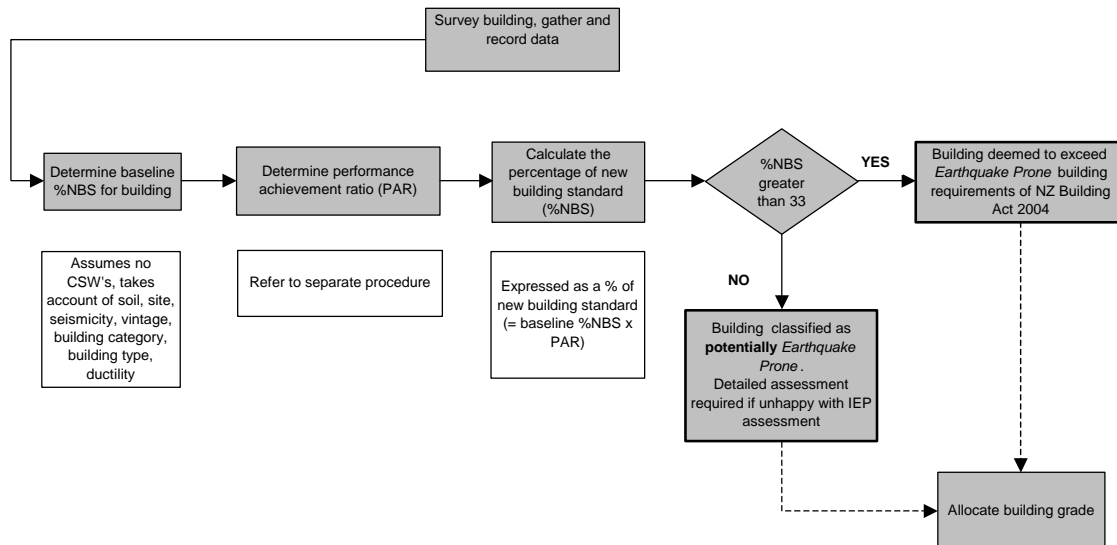 Survey building, gather and
record data
Determine baseline
%NBS for building
Determine performance
achievement ratio (PAR)
Calculate the
percentage of new
building standard
(%NBS)
%NBS
greater
than 33
YES
Building deemed to exceed
Earthquake Prone building
requirements of NZ Building
Act 2004
Assumes no
CSW's, takes
account of soil, site,
seismicity, vintage,
building category,
building type,
ductility
Refer to separate procedure
Expressed as a % of
new building standard
(= baseline %NBS x
PAR)
NO
Building classified as
potentially Earthquake
Prone .
Detailed assessment
required if unhappy with IEP
assessment
Allocate building grade